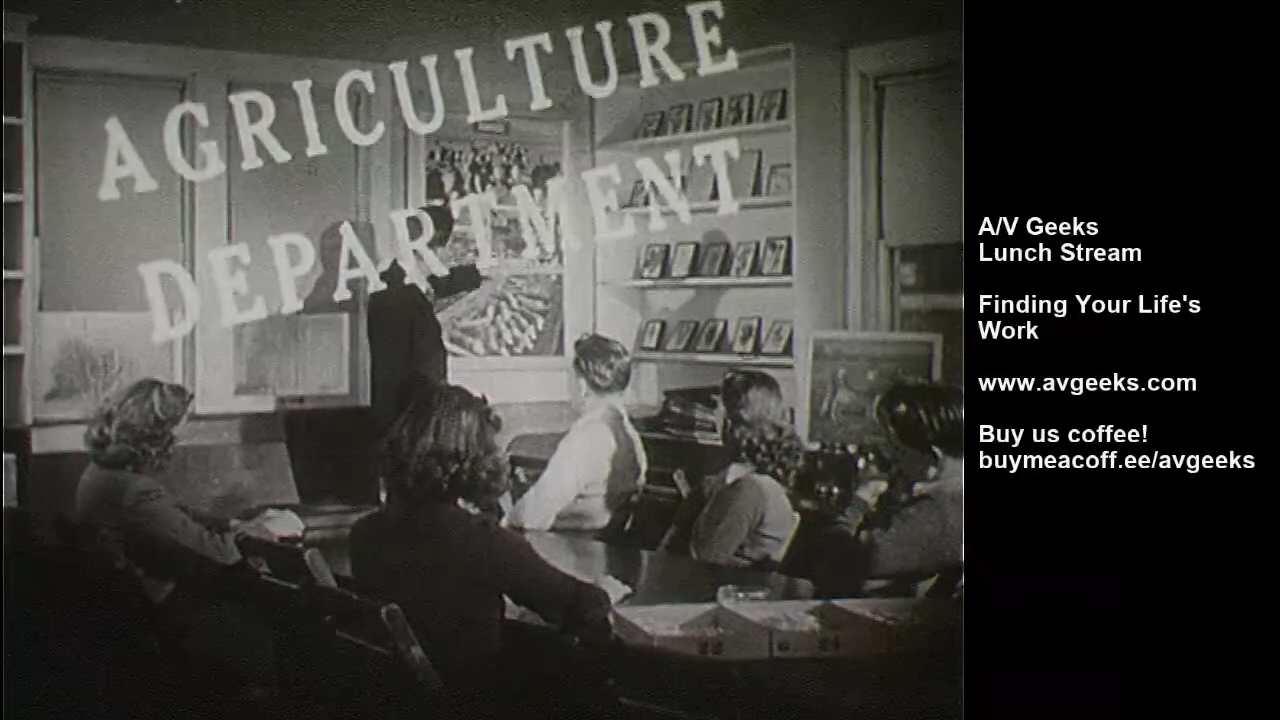 AGRICULTURE
DEPARTMENT
A/V Geeks
Lunch Stream
Finding Your Life's
Work
www.avgeeks.com
Buy us coffee!
buymeacoff.ee/avgeeks